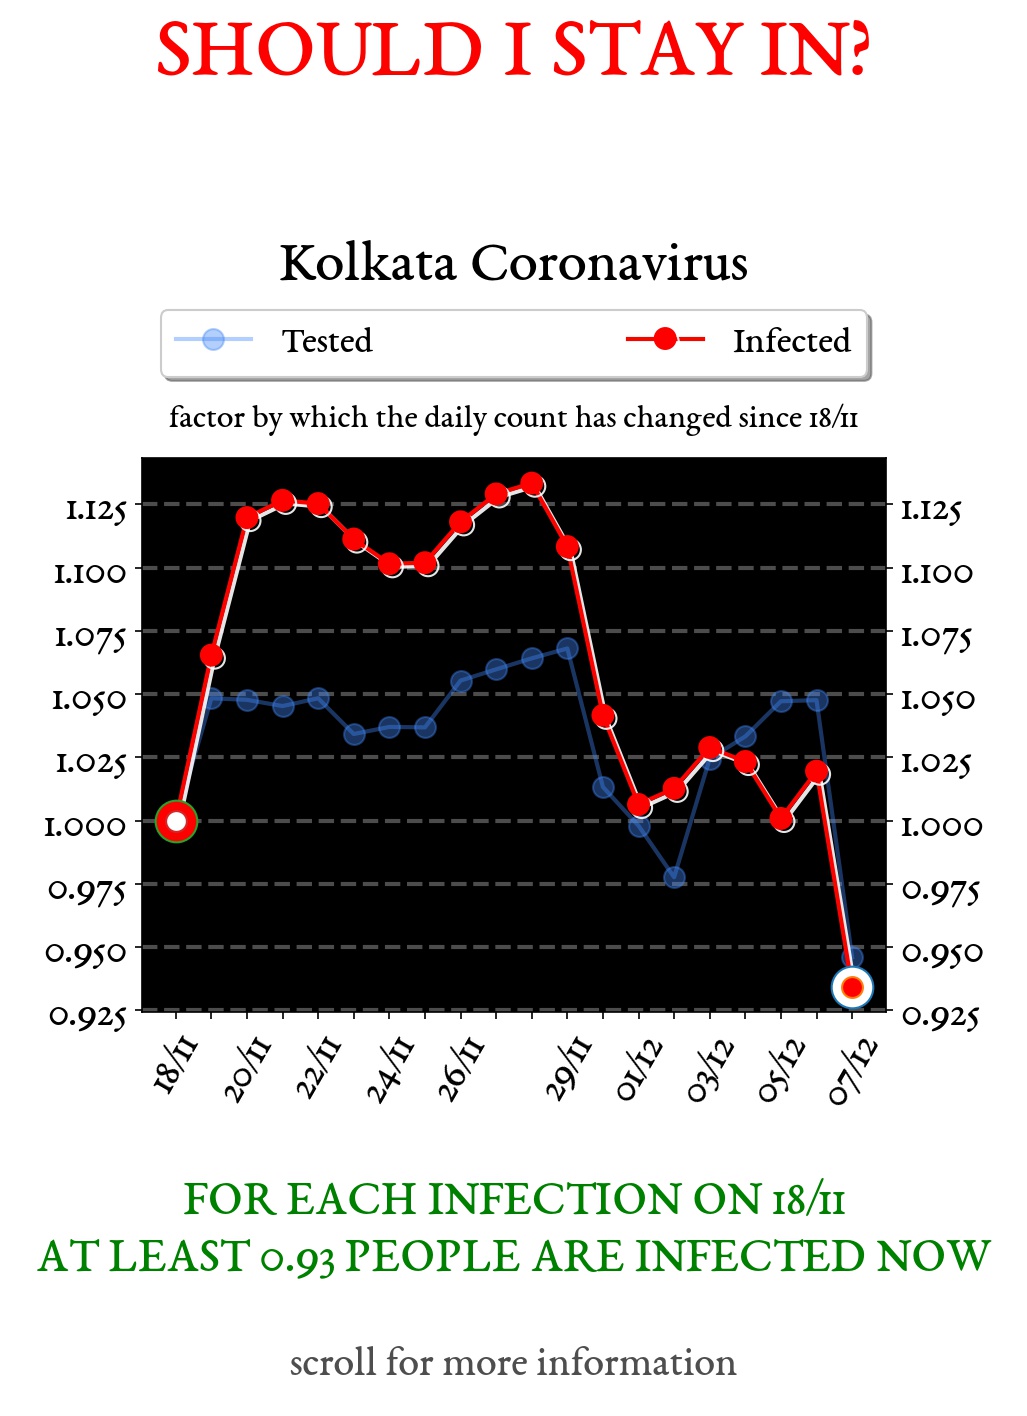 SHOULD I STAY IN?
Kolkata Coronavirus
Tested Infected
factor by which the daily count has changed since 18/11
1.125 1.125
1.100 1.100
1.075 1.075
1.050 1.050
1.025 1.025
1.000 1.000
0.975 0.975
0.950 0.950
0.925 0.925
18/11 20/11 22/11 24/11 26/11 29/11 01/12 03/12 05/12 07/12
FOR EACH INFECTION ON 18/11
AT LEAST 0.93 PEOPLE ARE INFECTED NOW
scroll for more information